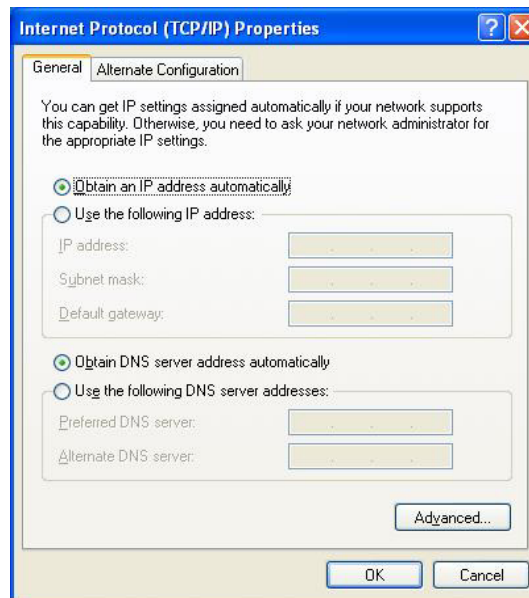 Internet Protocol (TCP/IP) Properties
General Alternate Configuration
You can get IP settings assigned automatically if your network supports
this capability. Otherwise, you need to ask your network administrator for
the appropriate IP settings.
Obtain an IP address automatically
Use the following IP address:
IP address:
Subnet mask:
Default gateway:
Obtain DNS server address automatically
Use the following DNS server addresses:
Preferred DNS server:
Alternate DNS server:
Advanced...
OK Cancel